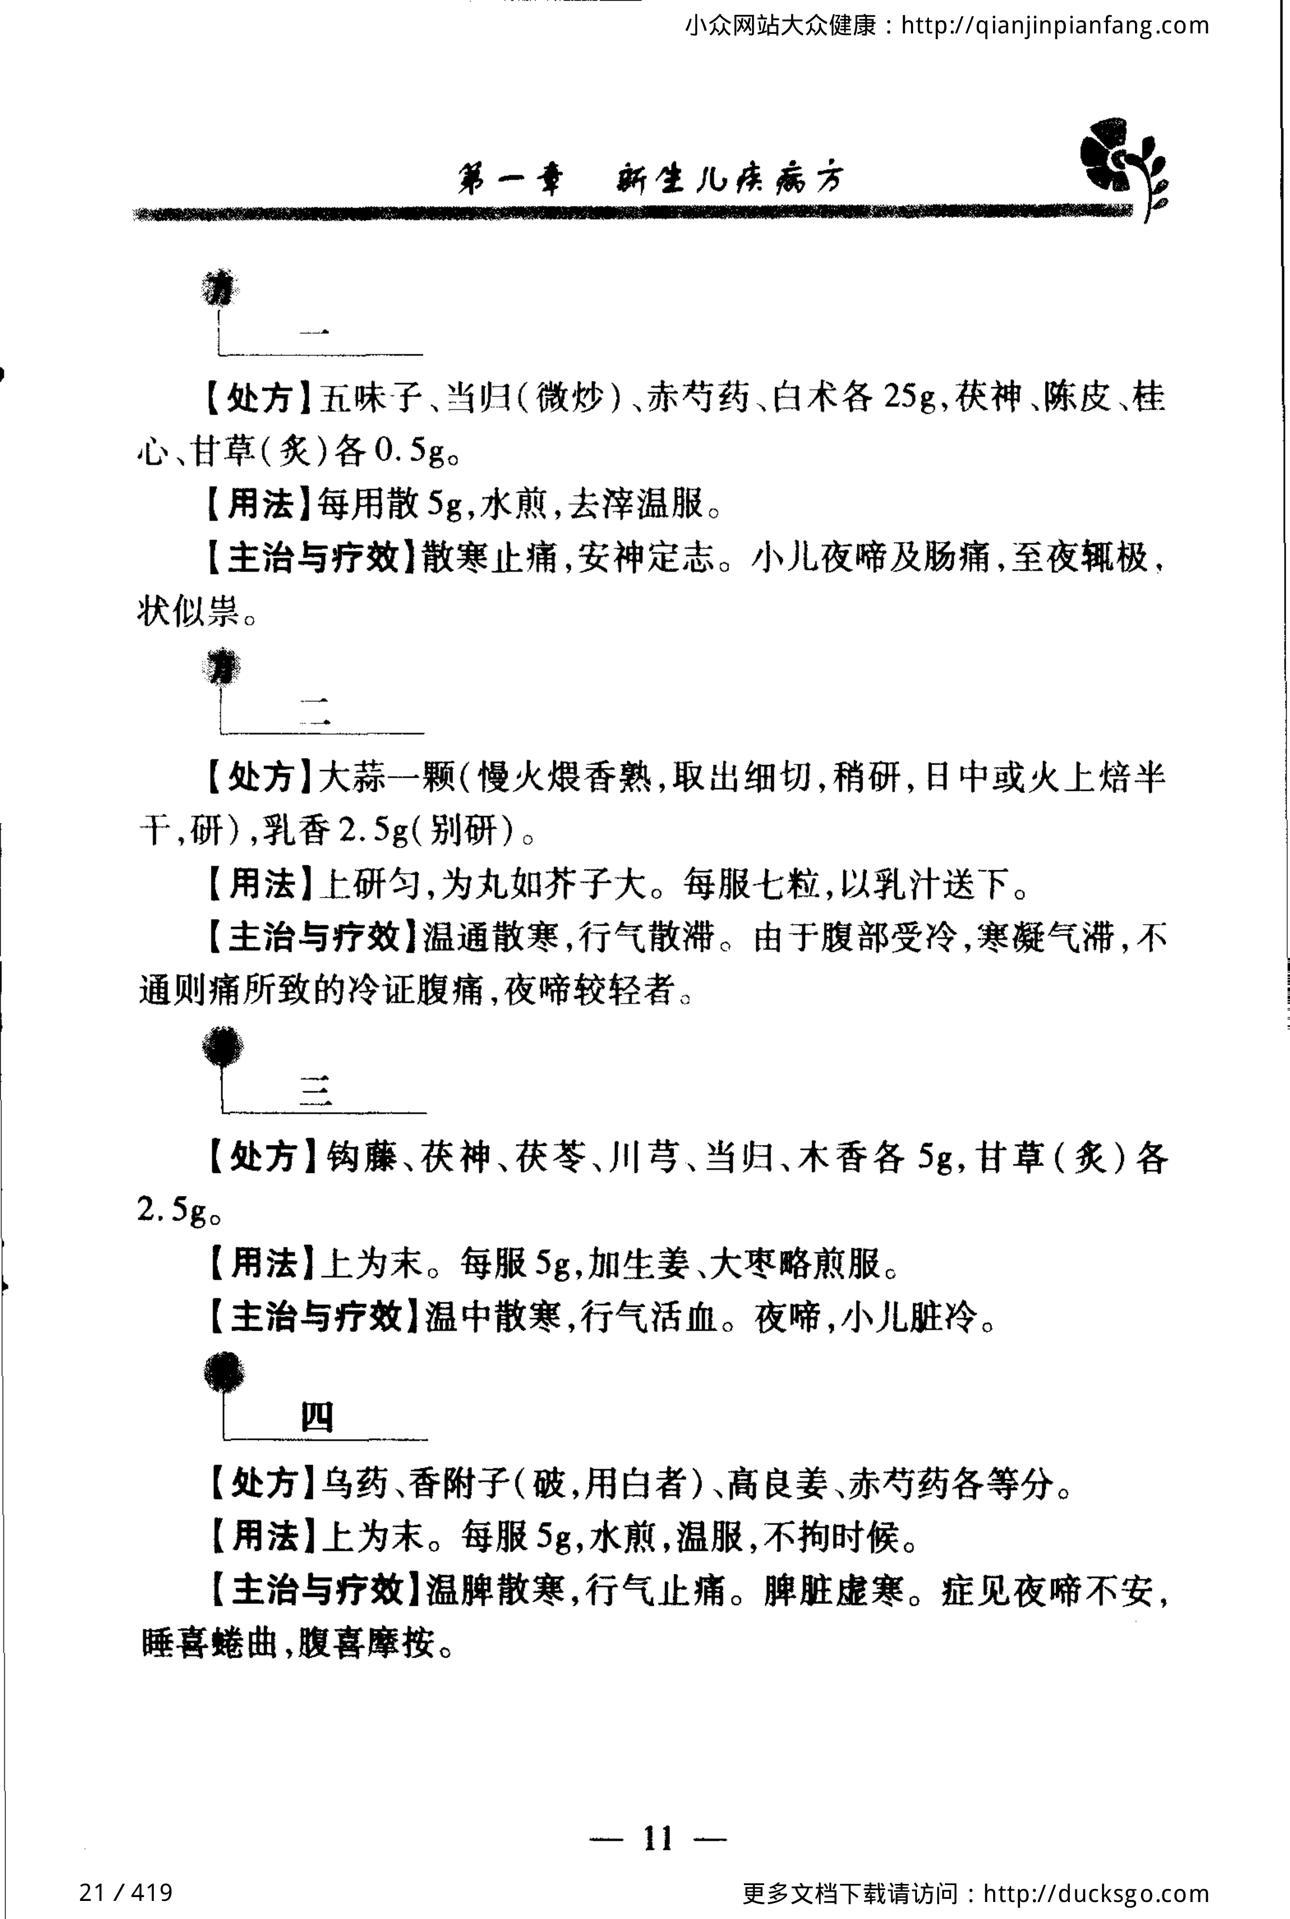 小众网站大众健康：http://qianjinpianfang.com
第一章 新生儿疾病方
方
一
【处方】五味子、当归(微炒)、赤芍药、白术各 25g,茯神、陈皮、桂
心、甘草(炙)各0.5g。
【用法】每用散 5g,水煎,去滓温服。
【主治与疗效】散寒止痛,安神定志。小儿夜啼及肠痛,至夜辄极,
状似祟。
方
二
【处方】大蒜一颗(慢火煨香熟,取出细切,稍研,日中或火上焙半
干,研),乳香2.5g(别研)。
【用法】上研匀,为丸如芥子大。每服七粒,以乳汁送下。
【主治与疗效】温通散寒,行气散滞。由于腹部受冷,寒凝气滞,不
通则痛所致的冷证腹痛,夜啼较轻者。
三
【处方】钩藤、茯神、茯苓、川芎、当归、木香各 5g,甘草(炙)各
2.5g。
【用法】上为末。每服5g,加生姜、大枣略煎服。
【主治与疗效】温中散寒,行气活血。夜啼,小儿脏冷。
四
【处方】乌药、香附子(破,用白者)、高良姜、赤芍药各等分。
【用法】上为末。每服5g,水煎,温服,不拘时候。
【主治与疗效】温脾散寒,行气止痛。脾脏虚寒。症见夜啼不安,
睡喜蜷曲,腹喜摩按。
— 11 —
21 / 419
更多文档下载请访问：http://ducksgo.com